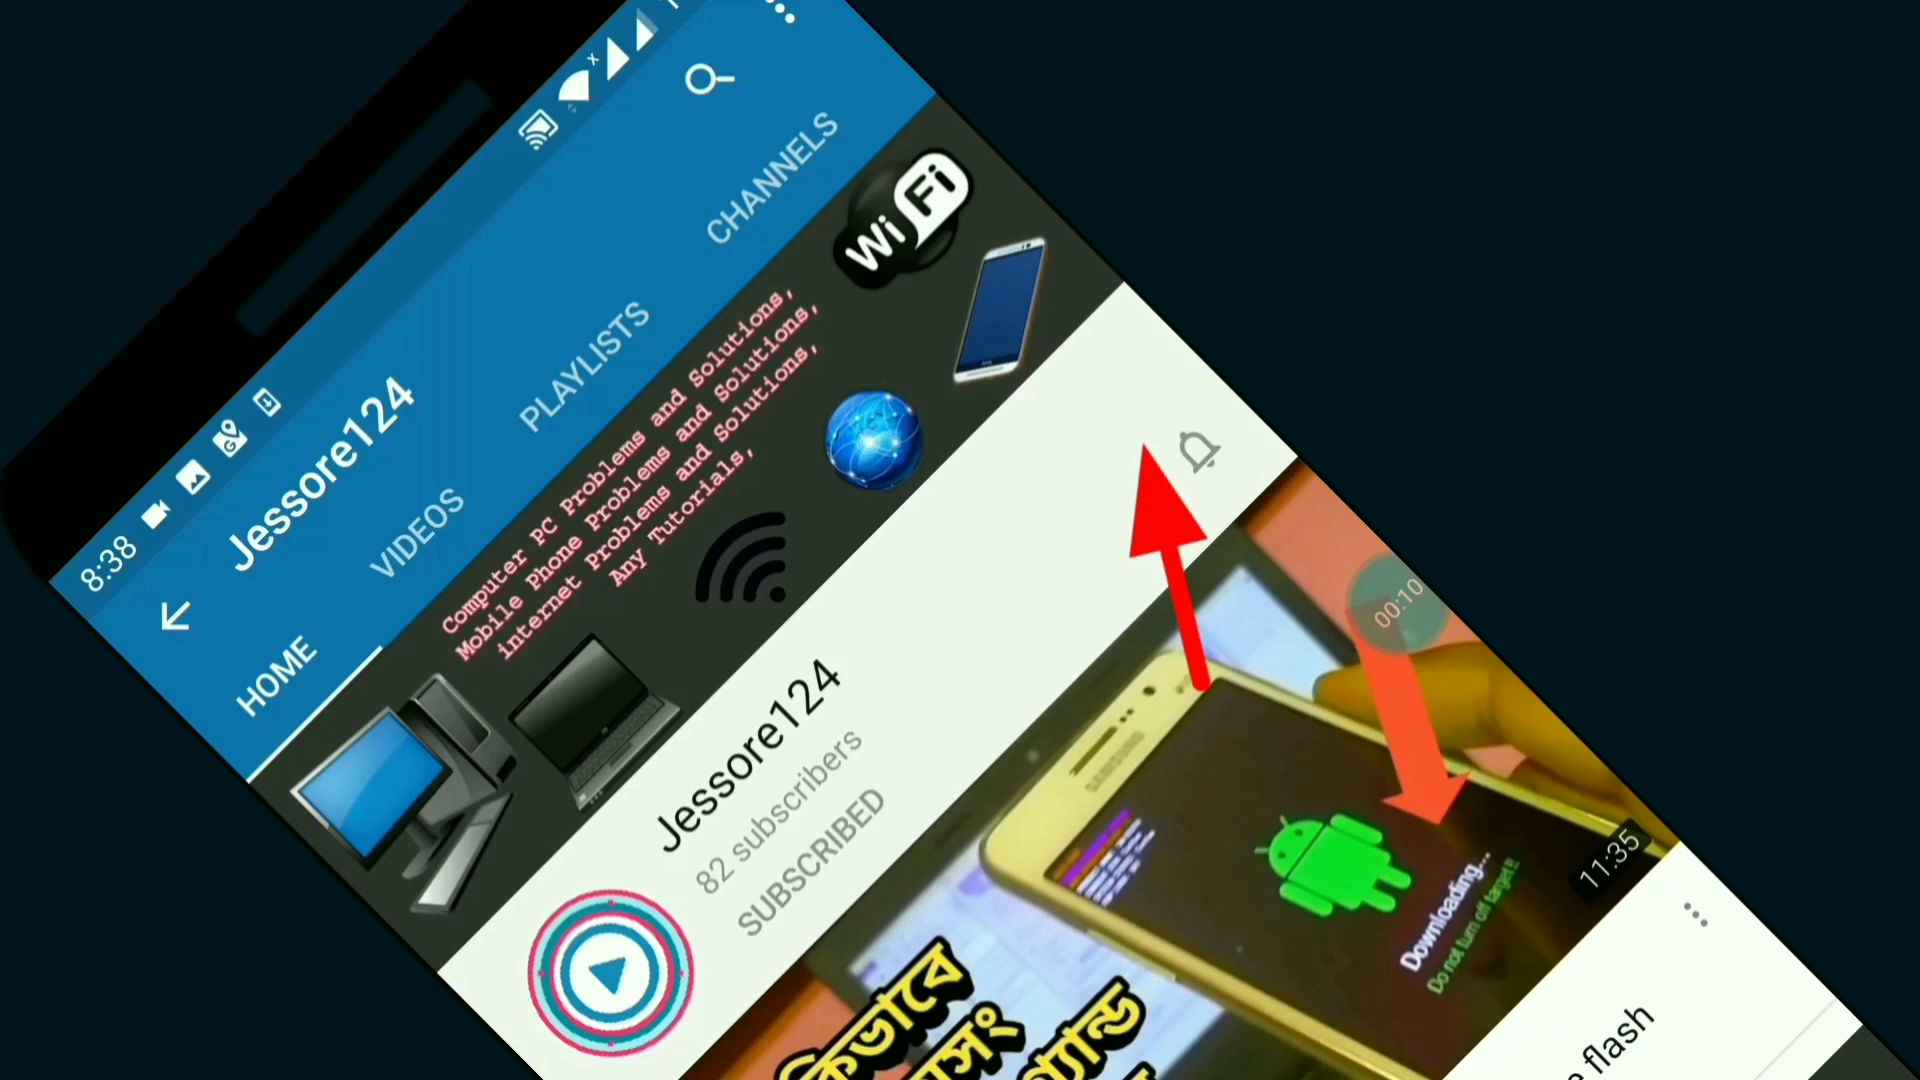 8:38
Jessore124
HOME
VIDEOS
PLAYLISTS
CHANNELS
Computer PC Problems and Solutions,
Mobile Phone Problems and Solutions,
internet Problems and Solutions,
Any Tutorials,
Wi Fi
Jessore124
82 subscribers
SUBSCRIBED
00:10
SAMSUNG
Downloading...
Do not turn off target!!
11:35
কিভাবে
flash